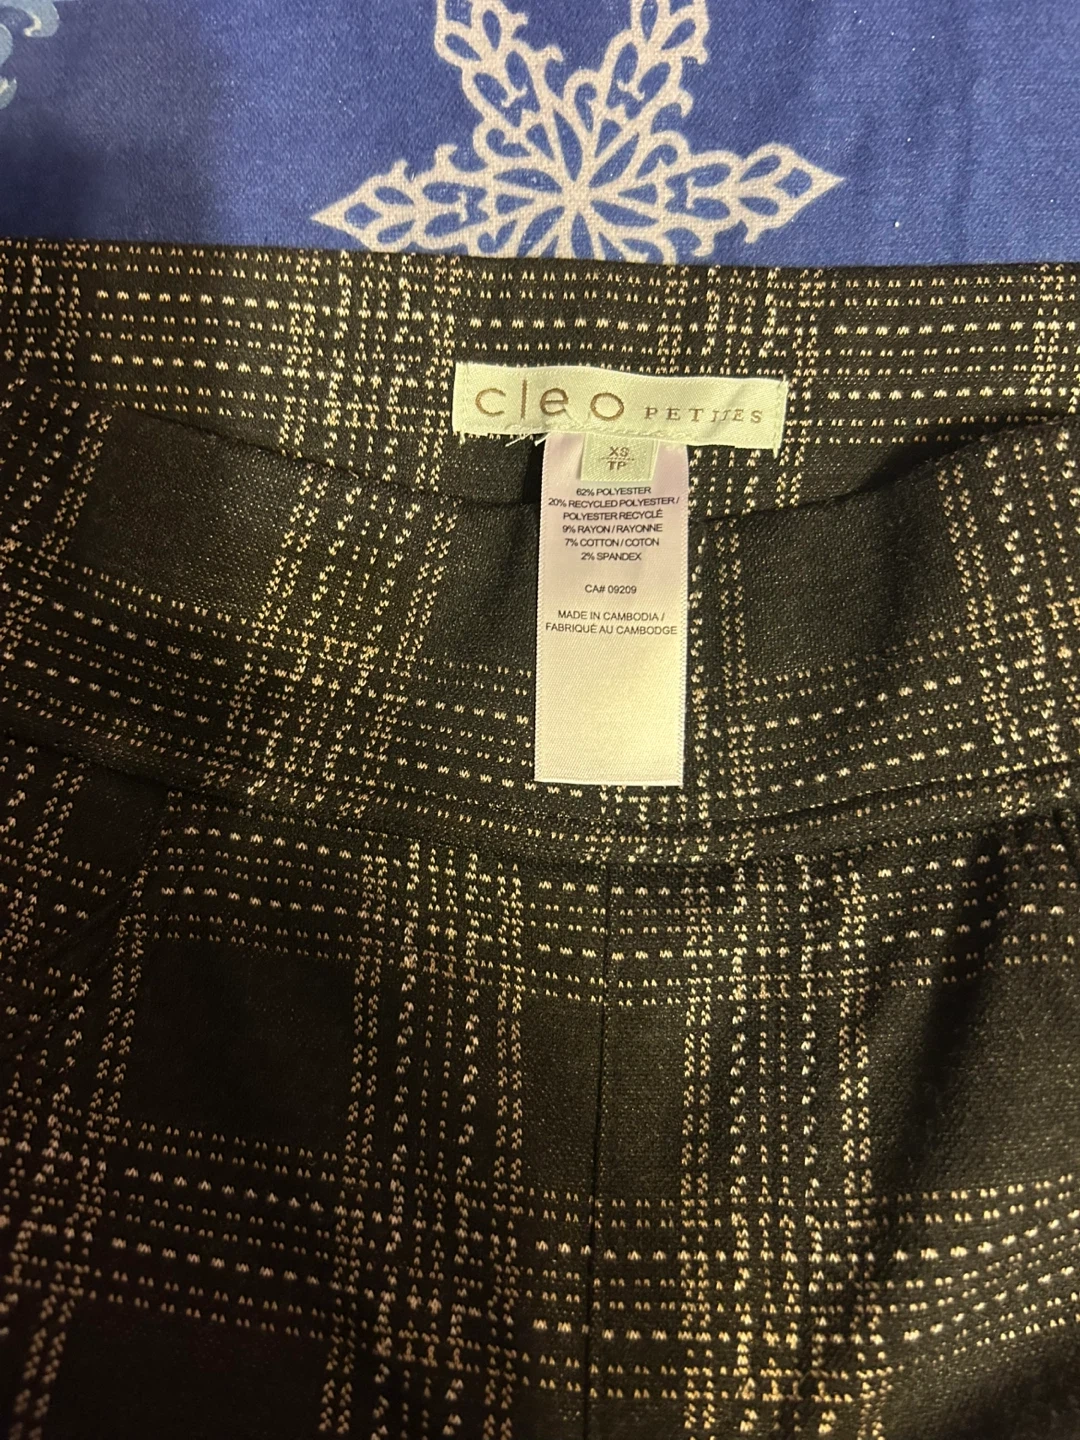 cleo PETITES
XS
TP
62% POLYESTER
20% RECYCLED POLYESTER /
POLYESTER RECYCLÉ
9% RAYON / RAYONNE
7% COTTON / COTON
2% SPANDEX
CA# 09209
MADE IN CAMBODIA /
FABRIQUÉ AU CAMBODGE